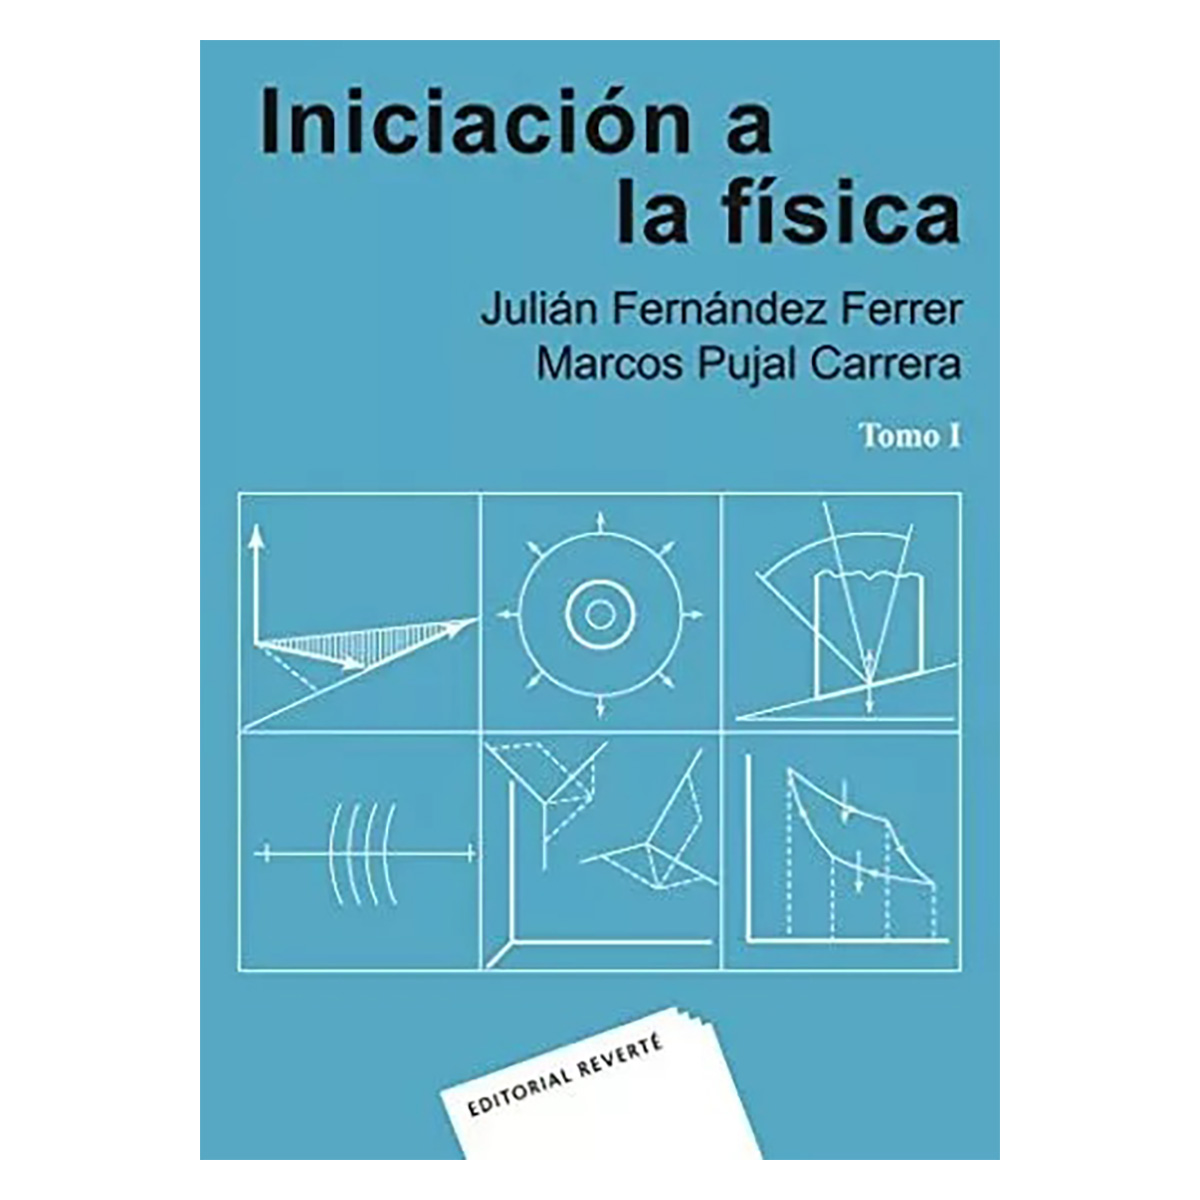 Iniciación a
la física
Julián Fernández Ferrer
Marcos Pujal Carrera
Tomo I
EDITORIAL REVERTÉ